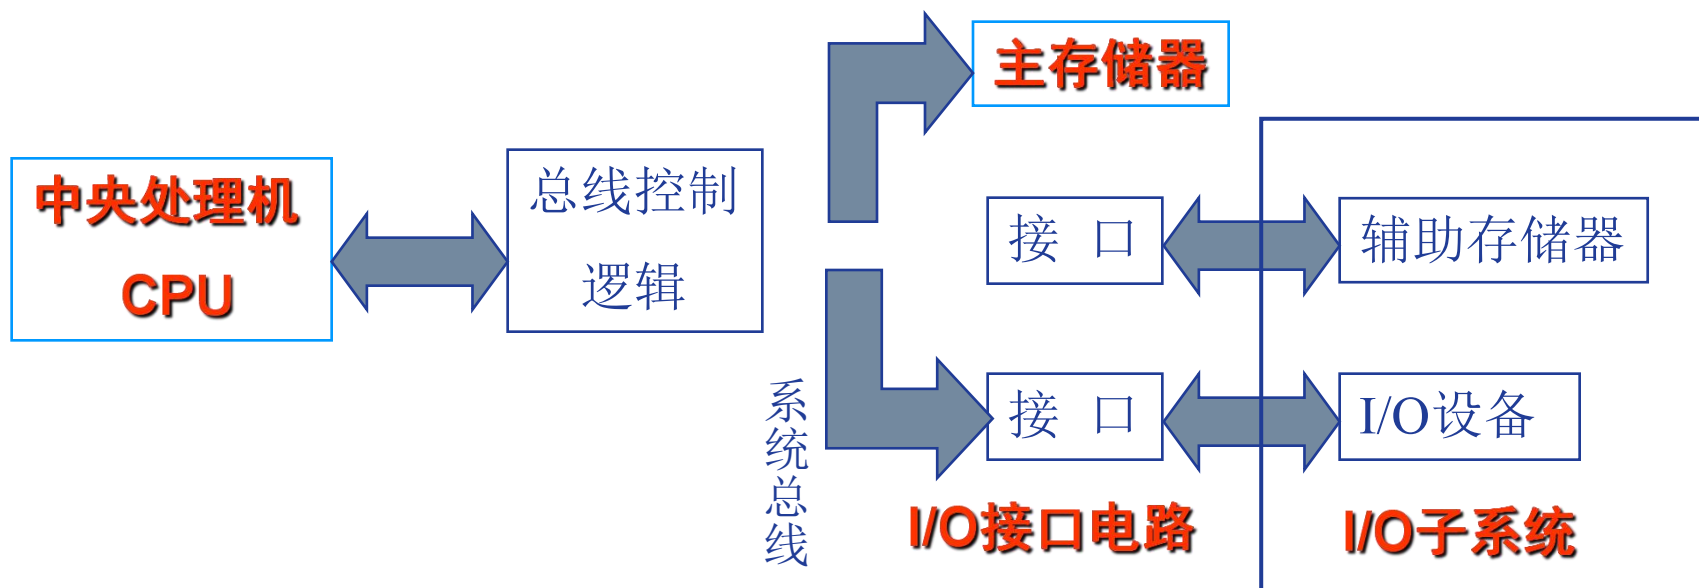 主存储器
中央处理机
CPU
总线控制
逻辑
接 口
辅助存储器
接 口
I/O设备
系统总线
I/O接口电路
I/O子系统